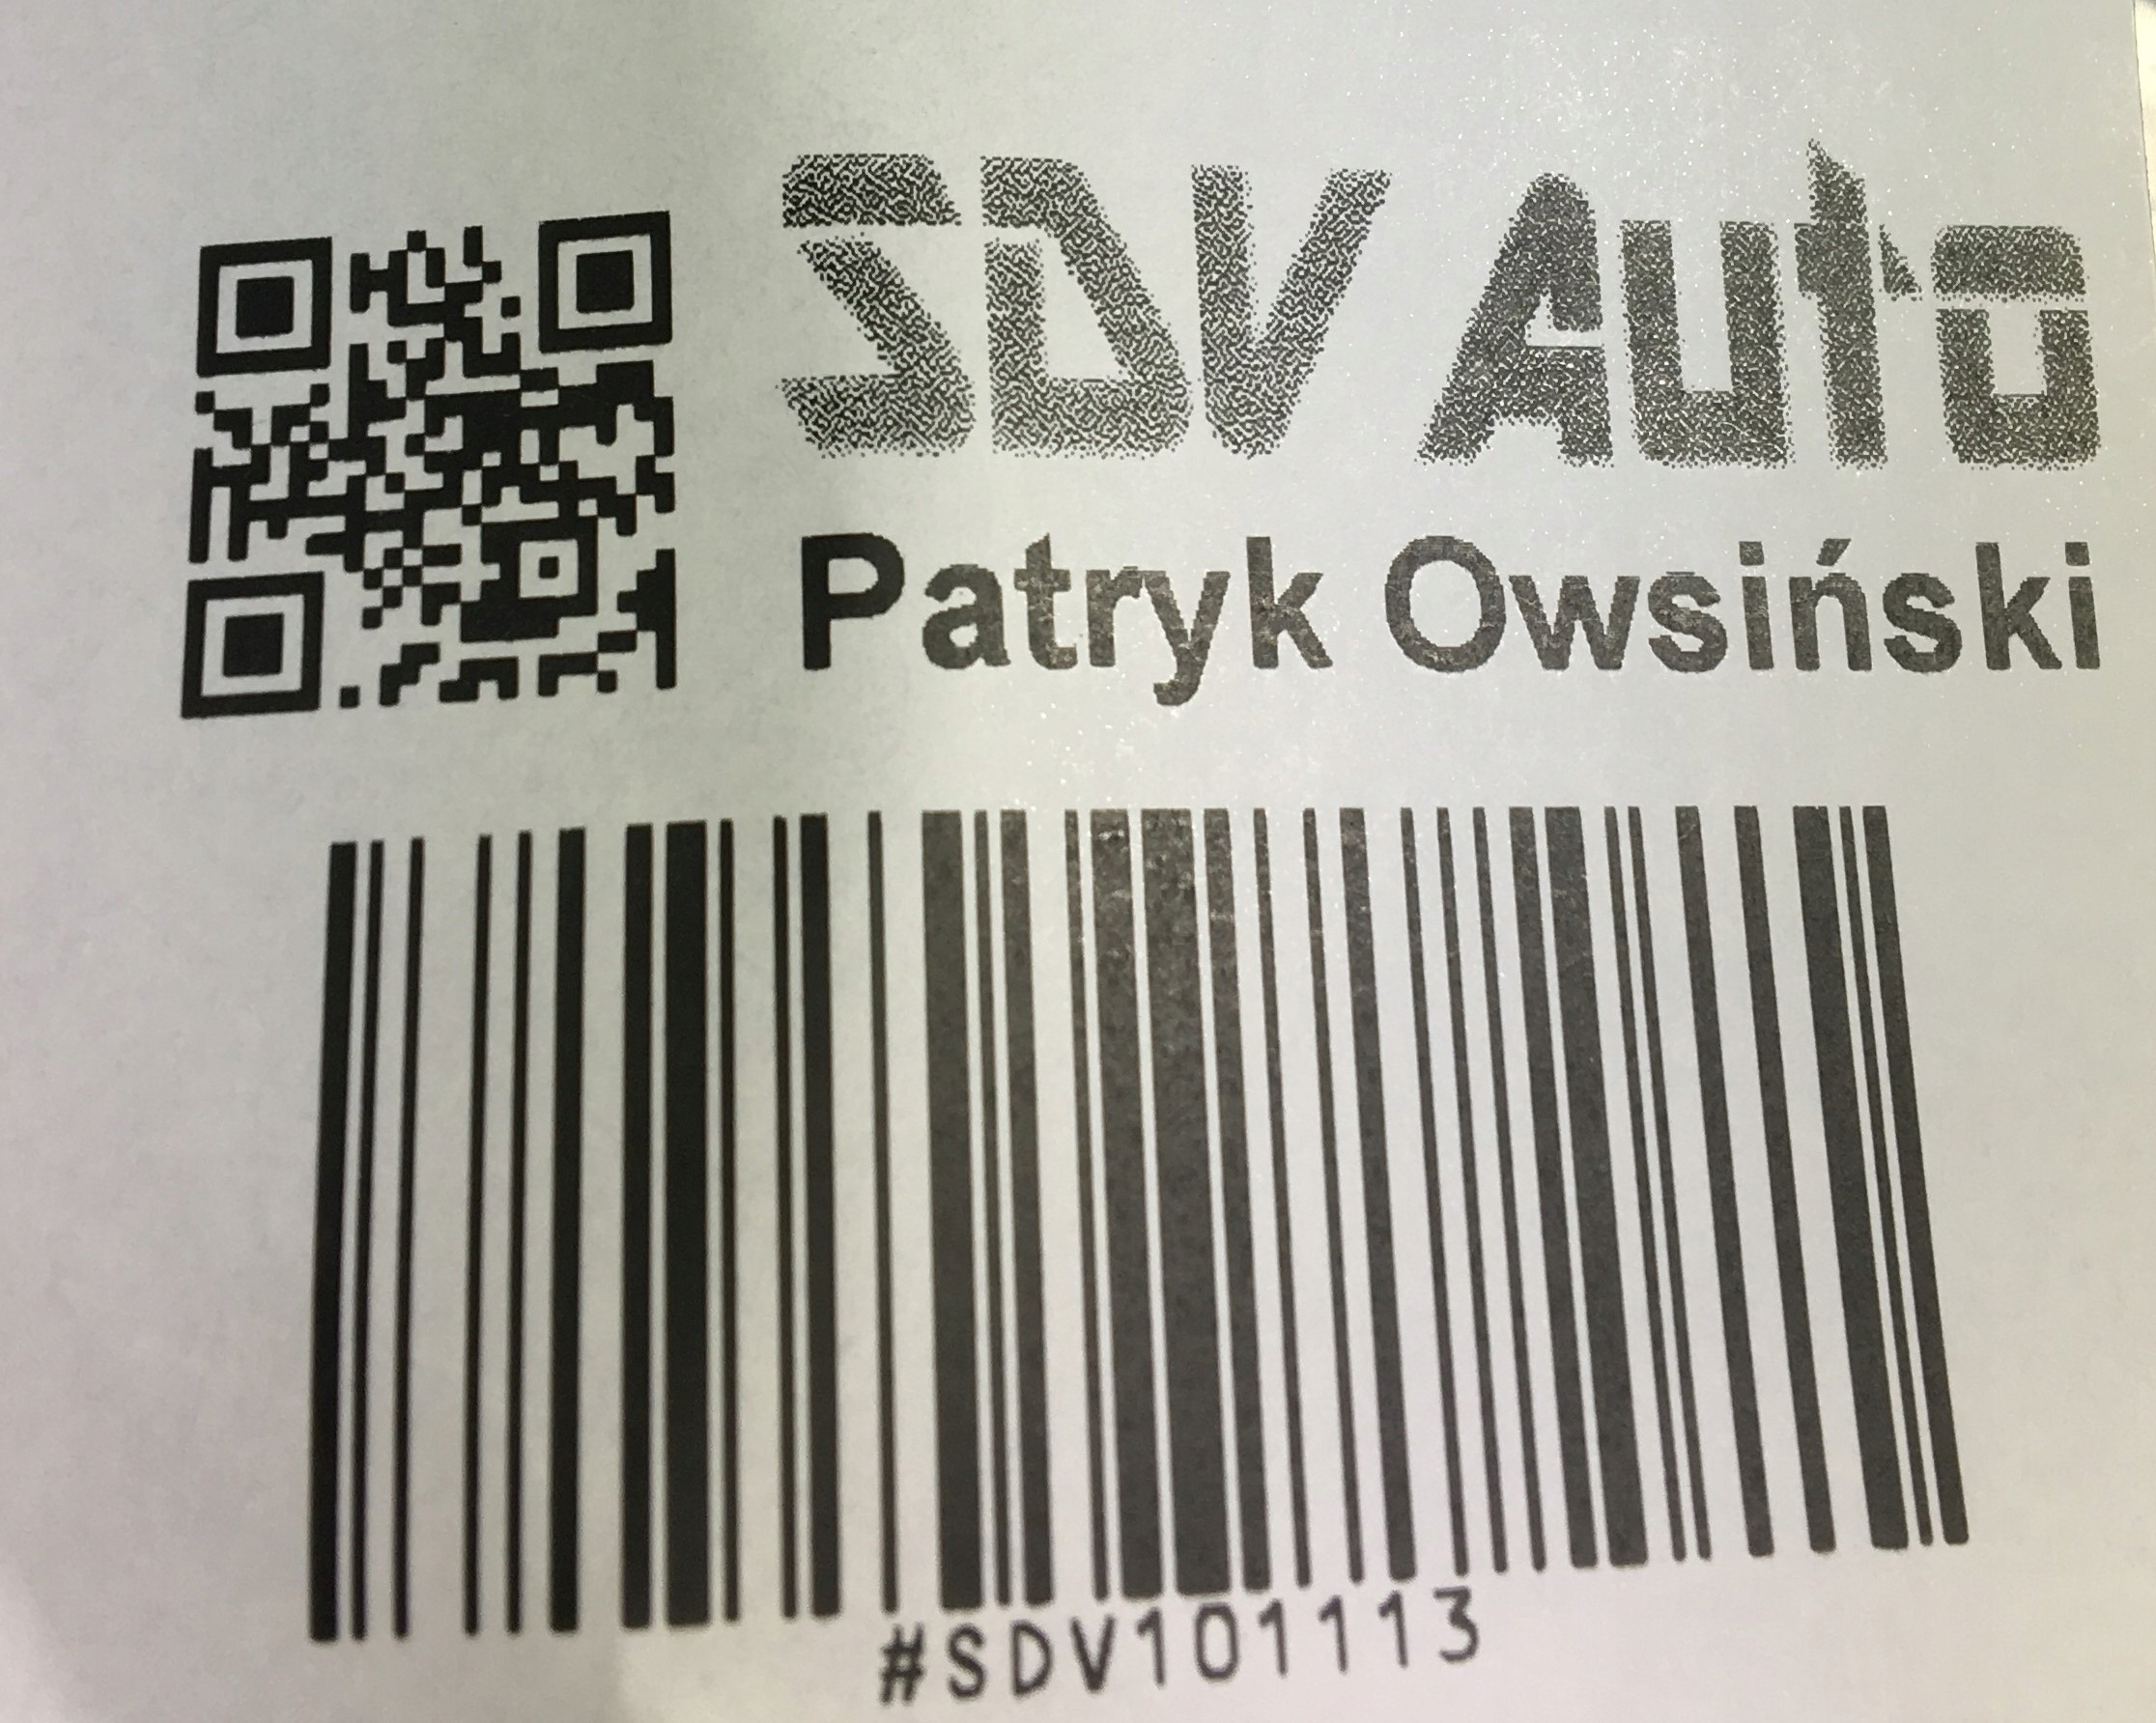 SDV Auto
Patryk Owsiński
#SDV101113